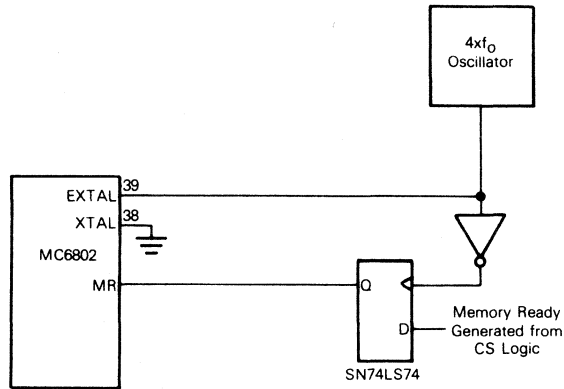 4xfo
Oscillator
EXTAL
39
XTAL
38
MC6802
MR
Q
D
Memory Ready
Generated from
CS Logic
SN74LS74